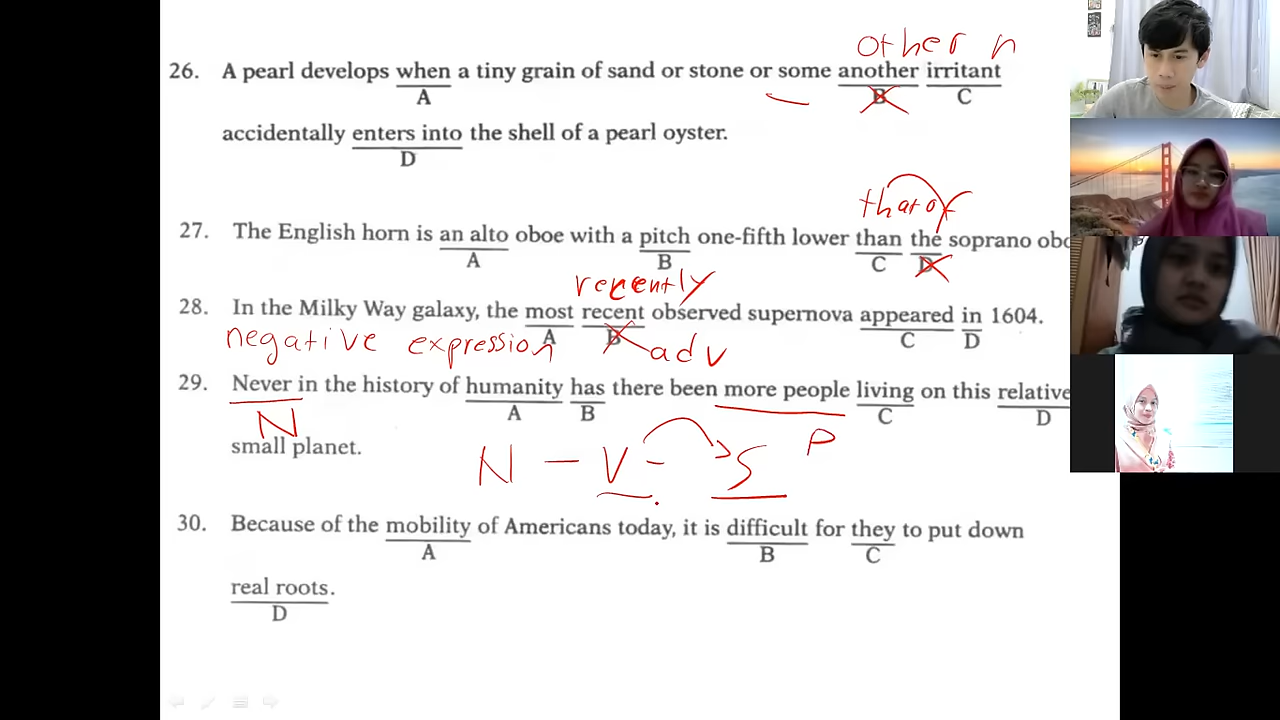 other n
26. A pearl develops when a tiny grain of sand or stone or some another irritant
A B C
accidentally enters into the shell of a pearl oyster.
D
that of
27. The English horn is an alto oboe with a pitch one-fifth lower than the soprano obo
A B C D
recently
28. In the Milky Way galaxy, the most recent observed supernova appeared in 1604.
A B C D
negative expression adv
29. Never in the history of humanity has there been more people living on this relative
A B C D
N P
small planet.
N - V - S
30. Because of the mobility of Americans today, it is difficult for they to put down
A B C
real roots.
D